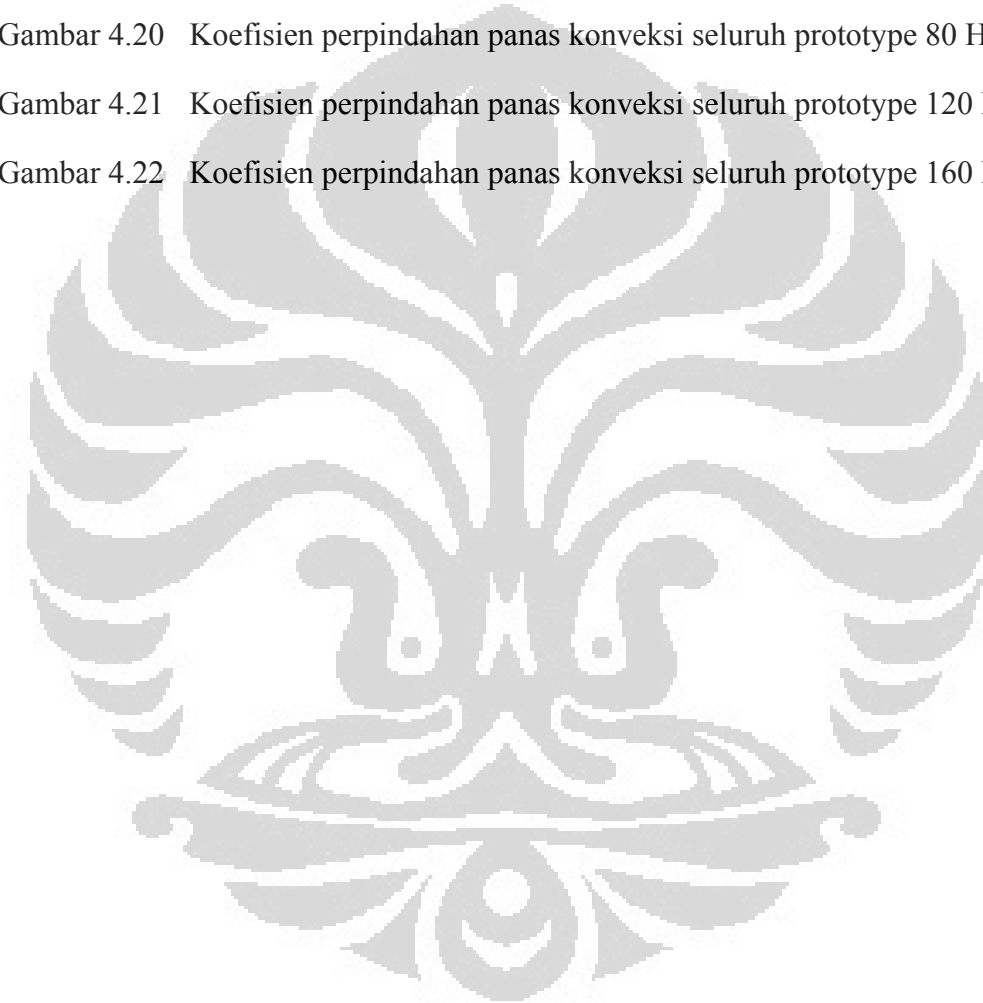 Gambar 4.20 Koefisien perpindahan panas konveksi seluruh prototype 80 H
Gambar 4.21 Koefisien perpindahan panas konveksi seluruh prototype 120
Gambar 4.22 Koefisien perpindahan panas konveksi seluruh prototype 160